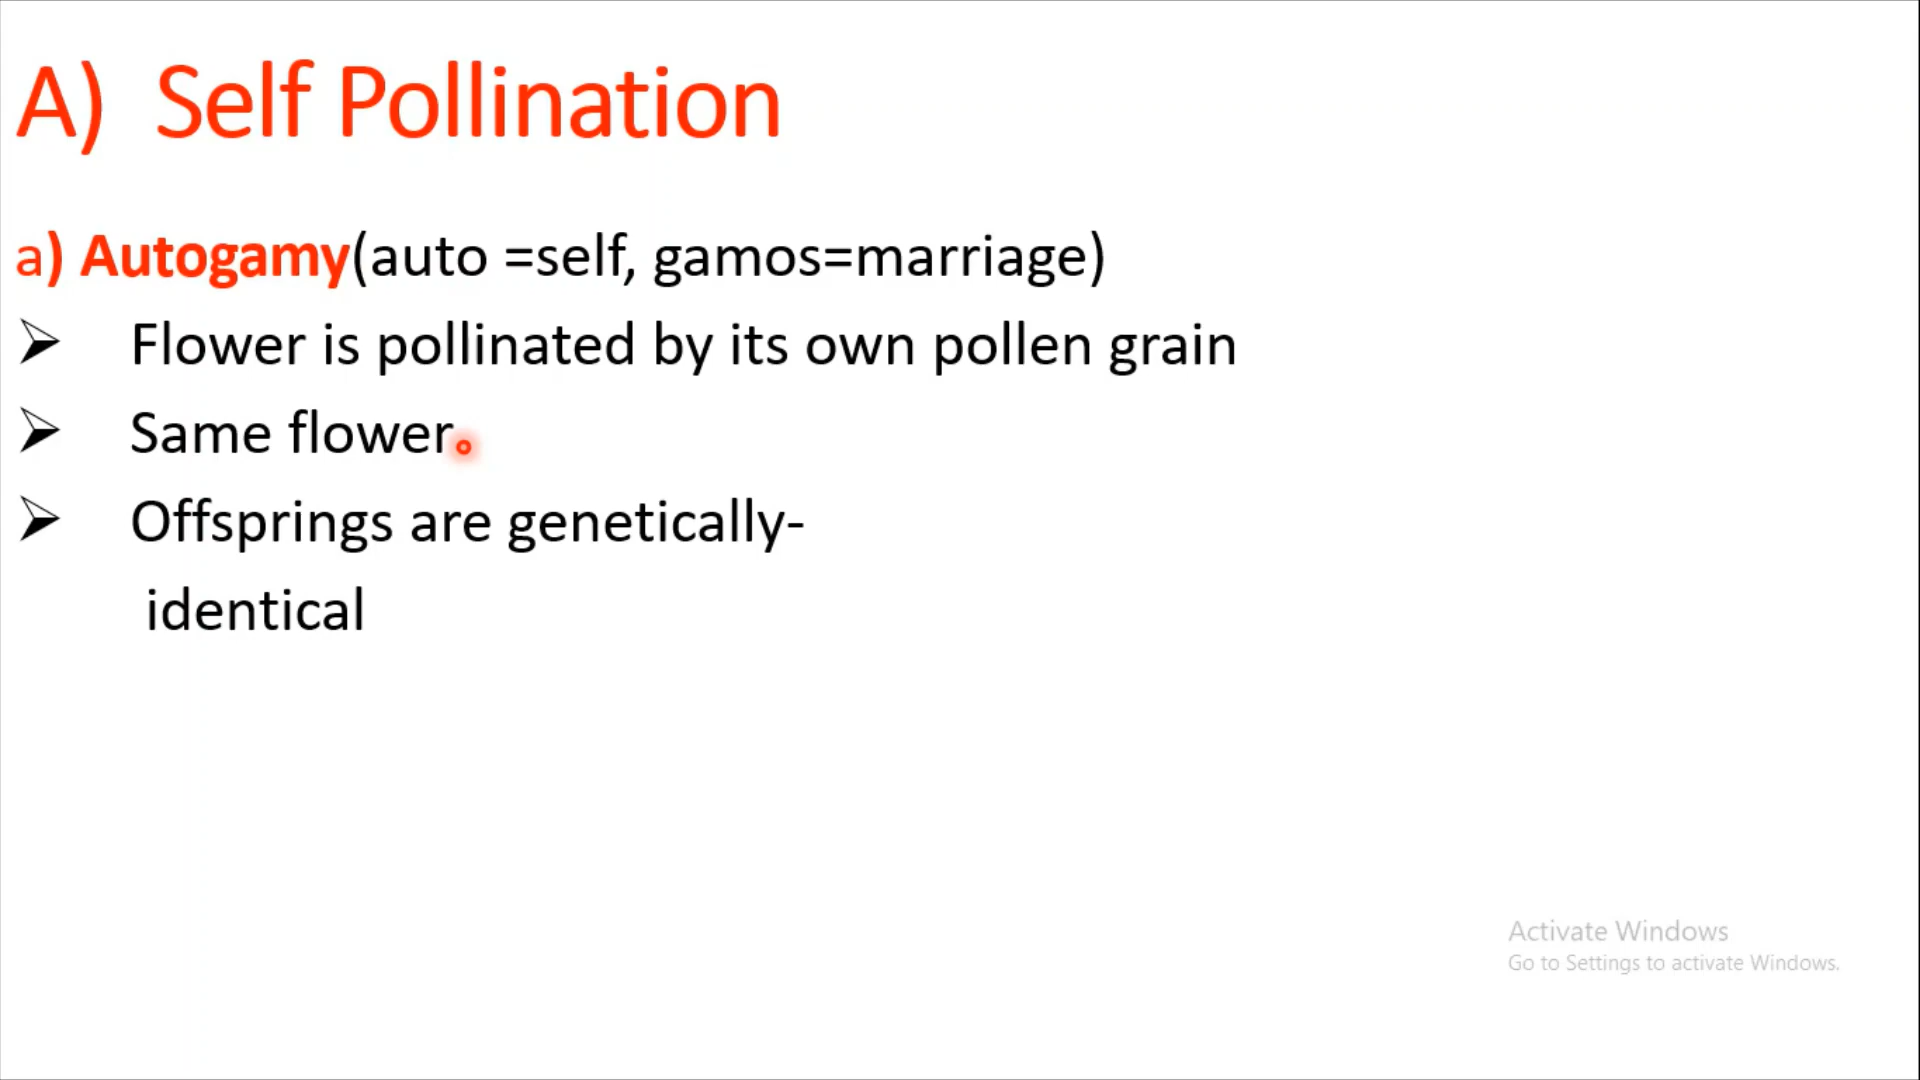 A) Self Pollination
a) Autogamy(auto =self, gamos=marriage)
➢ Flower is pollinated by its own pollen grain
➢ Same flower
➢ Offsprings are genetically-
identical
Activate Windows
Go to Settings to activate Windows.